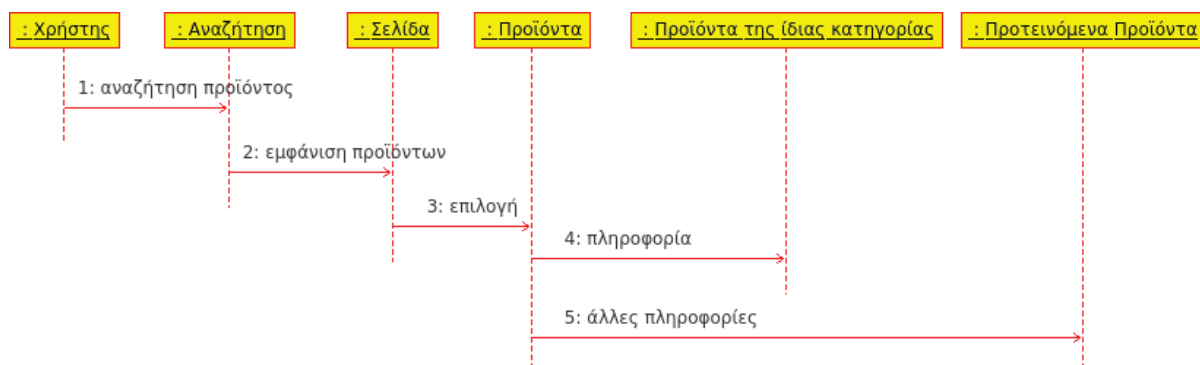 : Χρήστης
: Αναζήτηση
: Σελίδα
: Προϊόντα
: Προϊόντα της ίδιας κατηγορίας
: Προτεινόμενα Προϊόντα
1: αναζήτηση προϊόντος
2: εμφάνιση προϊόντων
3: επιλογή
4: πληροφορία
5: άλλες πληροφορίες